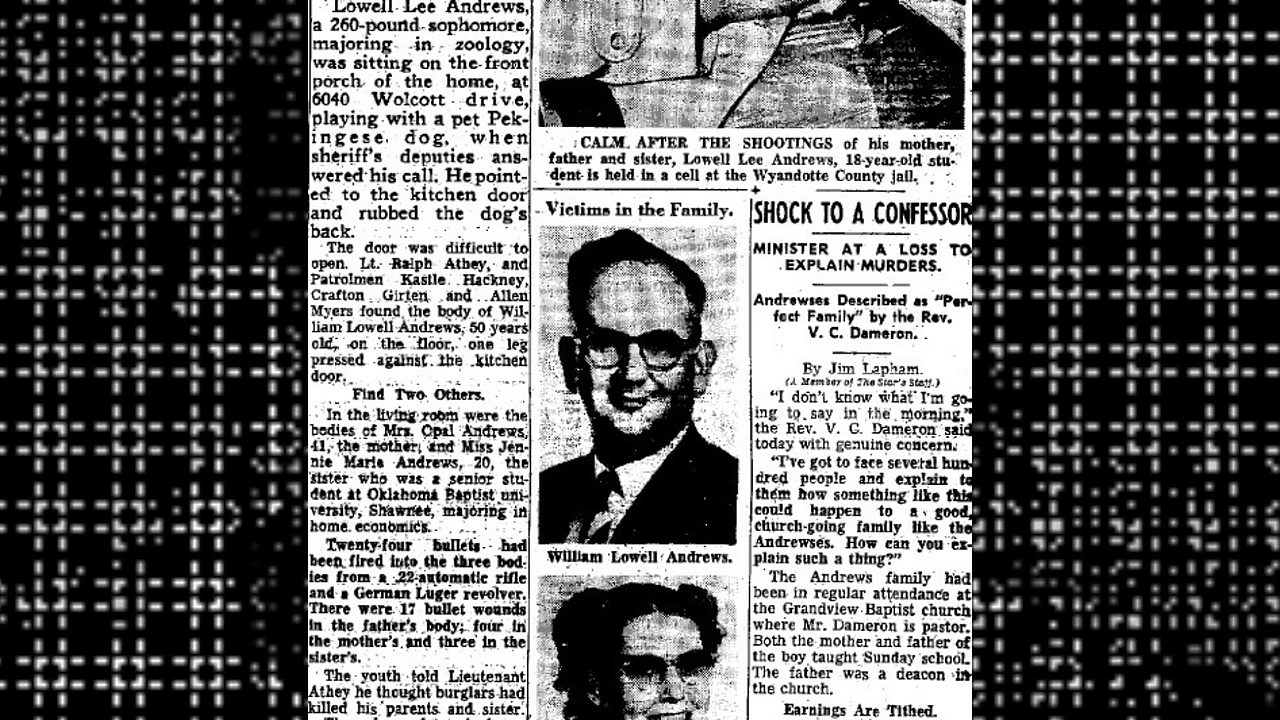 Lowell Lee Andrews,
a 260-pound sophomore,
majoring in zoology,
was sitting on the front
porch of the home, at
6040 Wolcott drive,
playing with a pet Pek-
ingese dog, when
sheriff's deputies ans-
wered his call. He point-
ed to the kitchen door
and rubbed the dog's
back.
The door was difficult to
open. Lt. Ralph Athey, and
Patrolmen Kastle Hackney,
Crafton Girten and Allen
Myers found the body of Wil-
liam Lowell Andrews, 50 years
old, on the floor, one leg
pressed against the kitchen
door.
Find Two Others.
In the living room were the
bodies of Mrs. Opal Andrews,
41, the mother, and Miss Jen-
nie Marie Andrews, 20, the
sister who was a senior stu-
dent at Oklahoma Baptist uni-
versity, Shawnee, majoring in
home economics.
Twenty-four bullets had
been fired into the three bod-
ies from a .22-automatic rifle
and a German Luger revolver.
There were 17 bullet wounds
in the father's body; four in
the mother's and three in the
sister's.
The youth told Lieutenant
Athey he thought burglars had
killed his parents and sister.
CALM AFTER THE SHOOTINGS of his mother,
father and sister, Lowell Lee Andrews, 18-year-old stu-
dent is held in a cell at the Wyandotte County jail.
Victims in the Family.
William Lowell Andrews.
SHOCK TO A CONFESSOR
MINISTER AT A LOSS TO
EXPLAIN MURDERS.
Andrewses Described as "Per-
fect Family" by the Rev.
V. C. Dameron.
By Jim Lapham.
(A Member of The Star's Staff.)
"I don't know what I'm go-
ing to say in the morning,"
the Rev. V. C. Dameron said
today with genuine concern.
"I've got to face several hun-
dred people and explain to
them how something like this
could happen to a good,
church-going family like the
Andrewses. How can you ex-
plain such a thing?"
The Andrews family had
been in regular attendance at
the Grandview Baptist church
where Mr. Dameron is pastor.
Both the mother and father of
the boy taught Sunday school.
The father was a deacon in
the church.
Earnings Are Tithed.